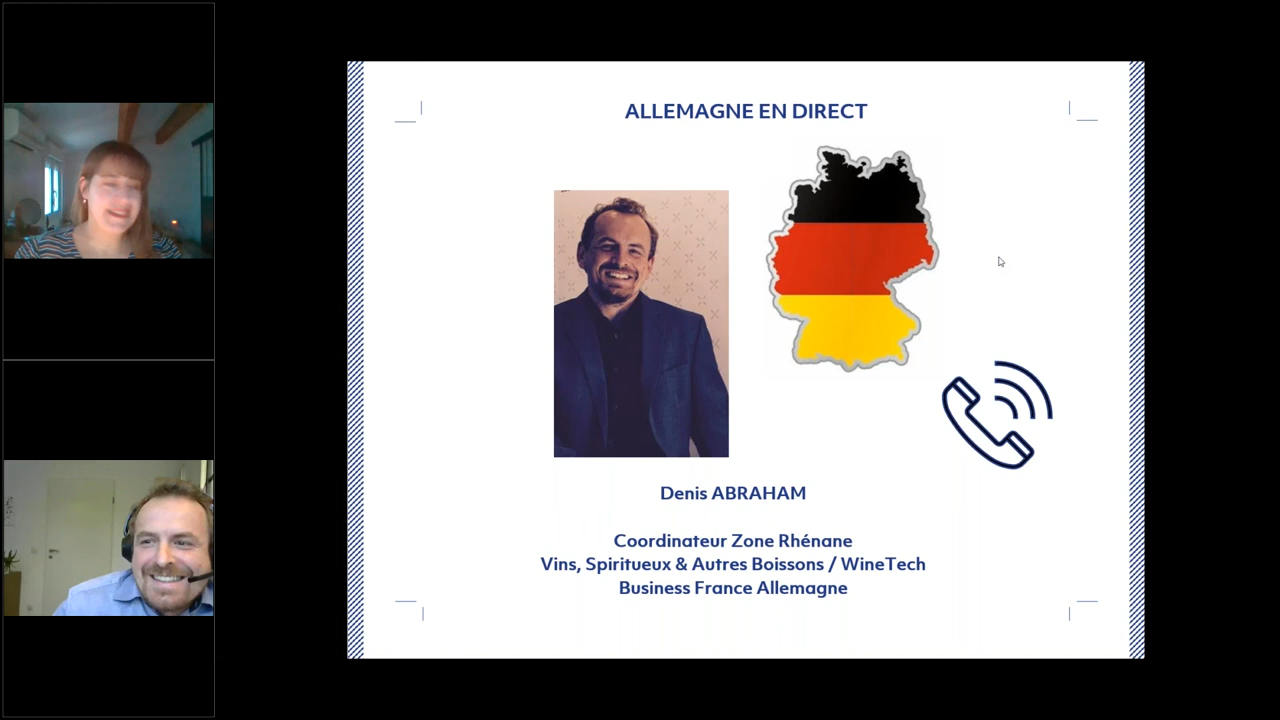 ALLEMAGNE EN DIRECT
Denis ABRAHAM
Coordinateur Zone Rhénane
Vins, Spiritueux & Autres Boissons / WineTech
Business France Allemagne